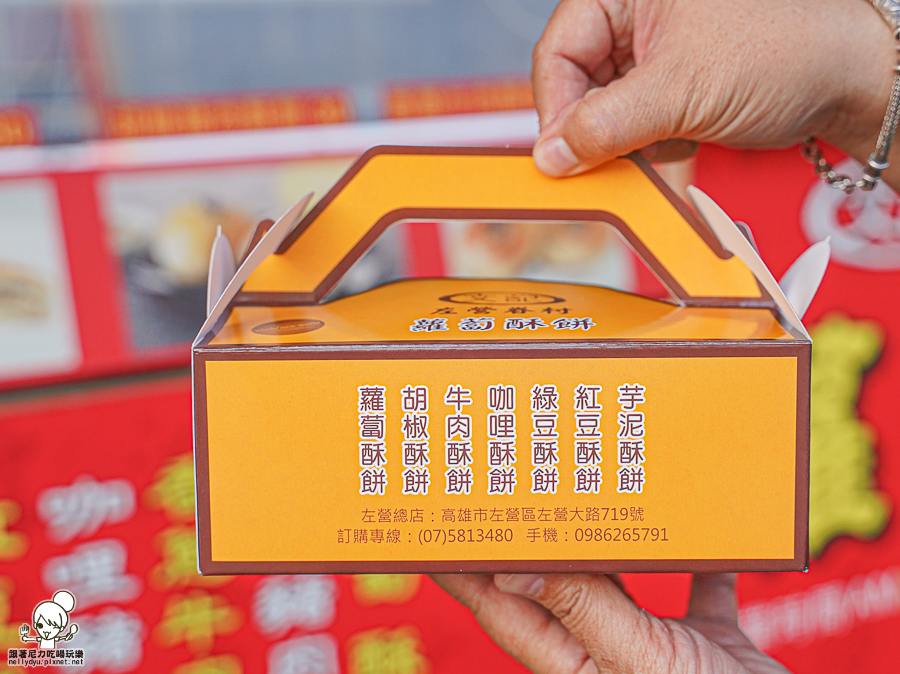 左營眷村
蘿蔔酥餅
芋泥酥餅
紅豆酥餅
綠豆酥餅
咖哩酥餅
牛肉酥餅
胡椒酥餅
蘿蔔酥餅
左營總店：高雄市左營區左營大路719號
訂購專線：(07)5813480 手機：0986265791
咖哩
跟著尼力吃喝玩樂
nellydyu.pixnet.net